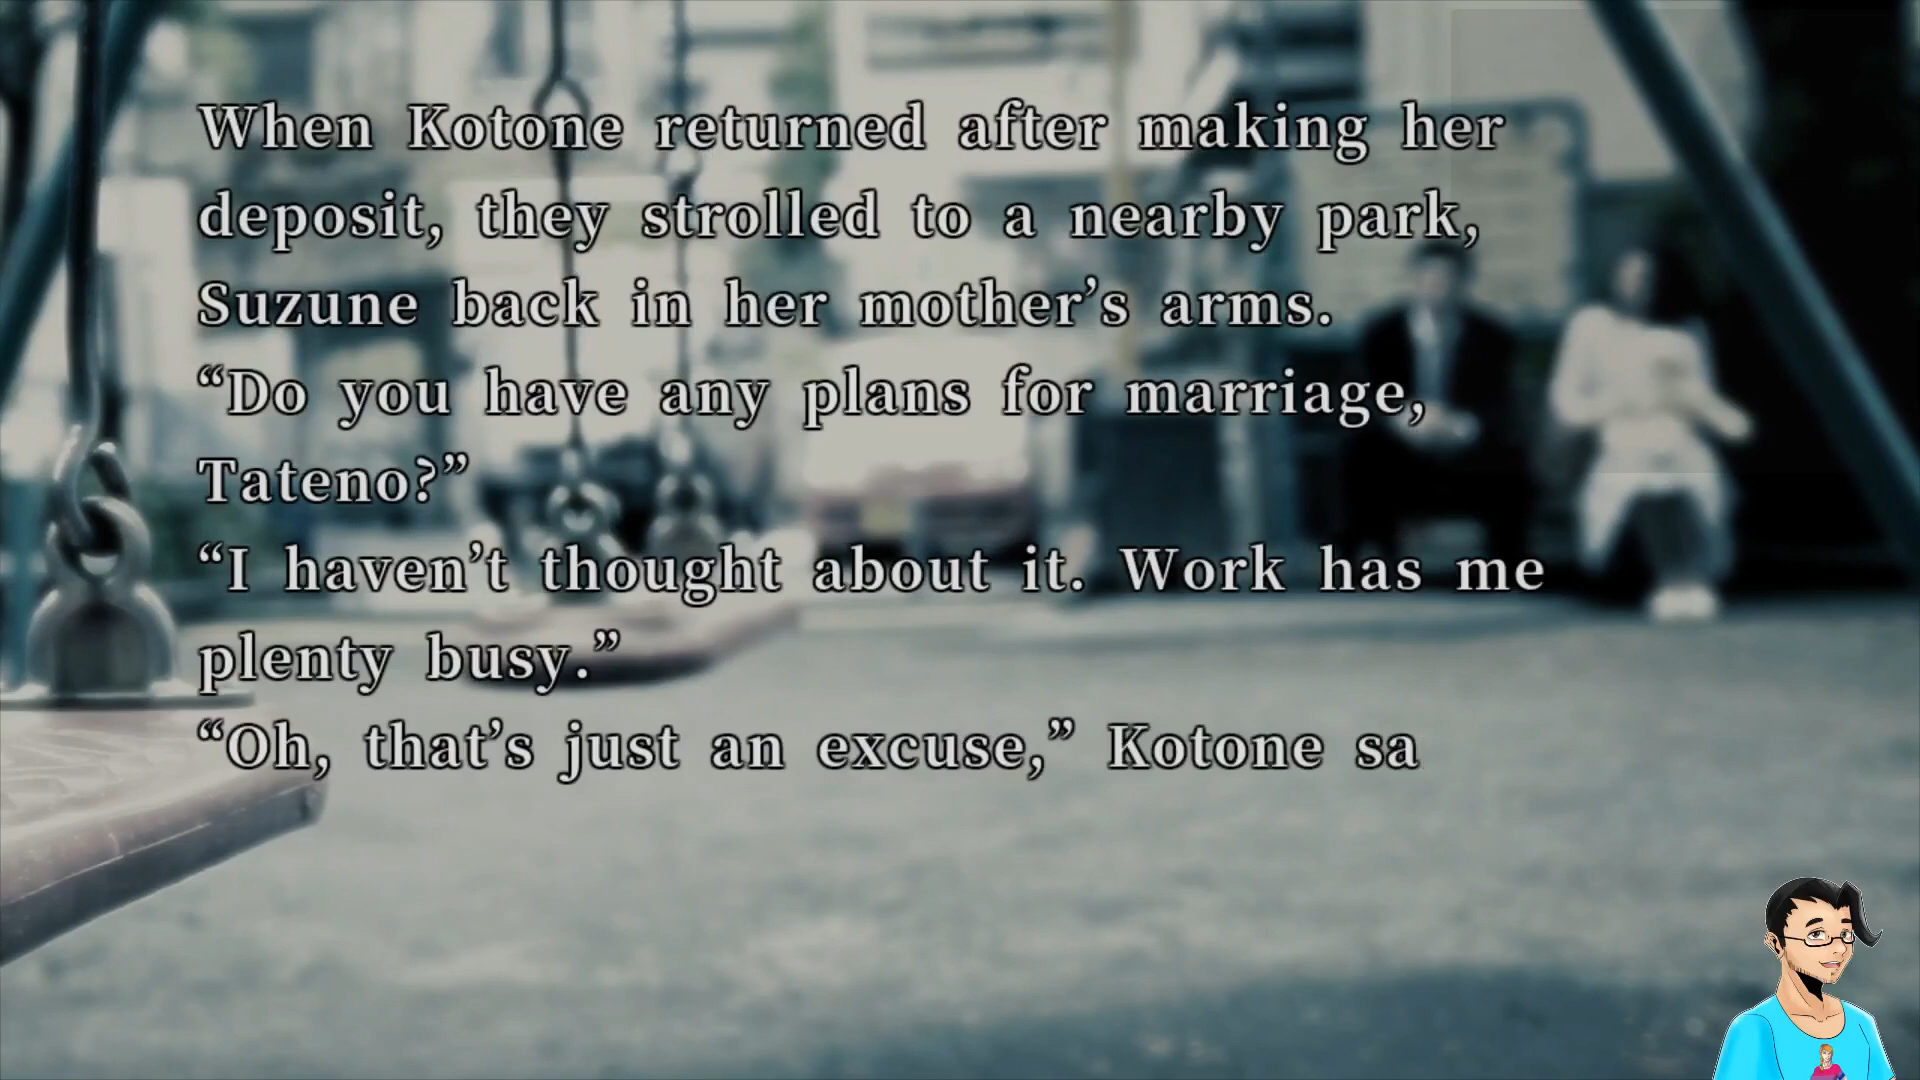 When Kotone returned after making her
deposit, they strolled to a nearby park,
Suzune back in her mother’s arms.
“Do you have any plans for marriage,
Tateno?”
“I haven’t thought about it. Work has me
plenty busy.”
“Oh, that’s just an excuse,” Kotone sa